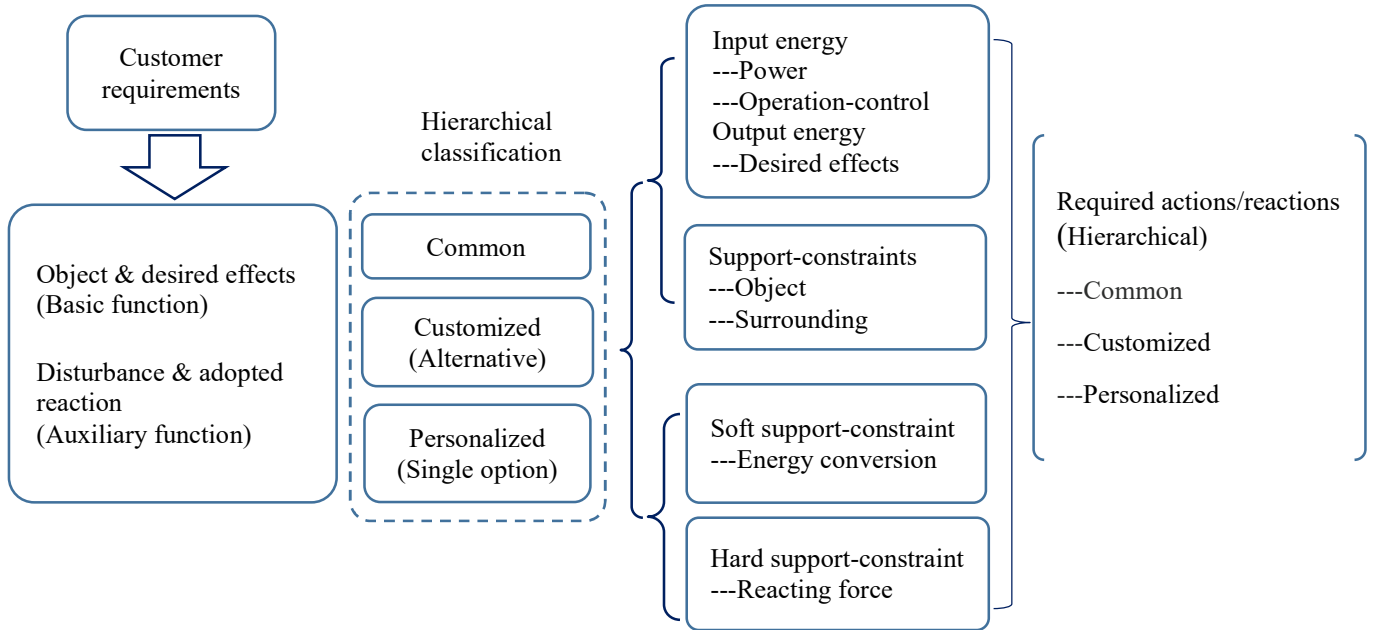 Customer
requirements
Object & desired effects
(Basic function)
Disturbance & adopted
reaction
(Auxiliary function)
Hierarchical
classification
Common
Customized
(Alternative)
Personalized
(Single option)
Input energy
---Power
---Operation-control
Output energy
---Desired effects
Support-constraints
---Object
---Surrounding
Soft support-constraint
---Energy conversion
Hard support-constraint
---Reacting force
Required actions/reactions
(Hierarchical)
---Common
---Customized
---Personalized